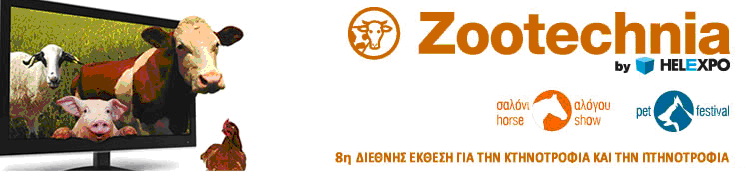 Zootechnia
by HELEXPO
σαλόνι αλόγου
horse show
pet festival
8η ΔΙΕΘΝΗΣ ΕΚΘΕΣΗ ΓΙΑ ΤΗΝ ΚΤΗΝΟΤΡΟΦΙΑ ΚΑΙ ΤΗΝ ΠΤΗΝΟΤΡΟΦΙΑ